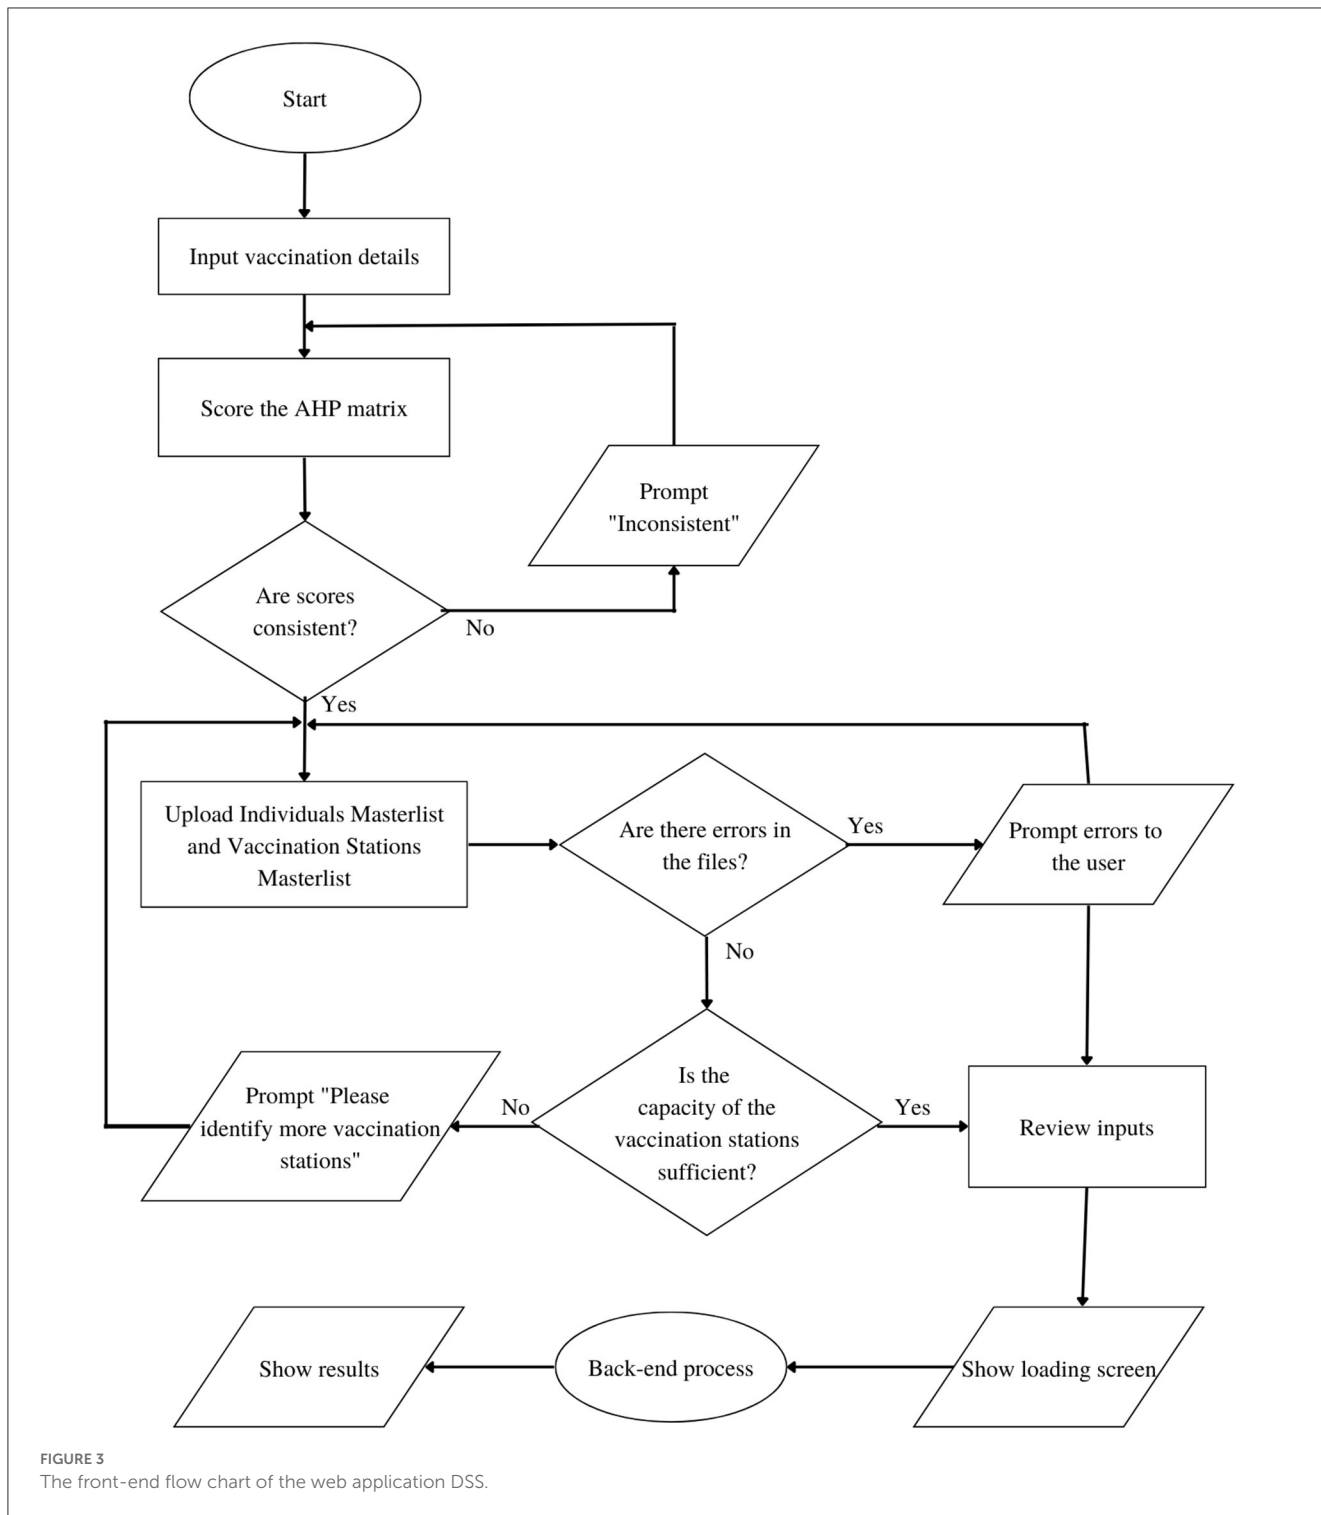 Start
Input vaccination details
Score the AHP matrix
Prompt
"Inconsistent"
Are scores
consistent?
No
Yes
Upload Individuals Masterlist
and Vaccination Stations
Masterlist
Are there errors in
the files?
Yes
Prompt errors to
the user
No
Prompt "Please
identify more vaccination
stations"
No
Is the
capacity of the
vaccination stations
sufficient?
Yes
Review inputs
Show results
Back-end process
Show loading screen
FIGURE 3
The front-end flow chart of the web application DSS.